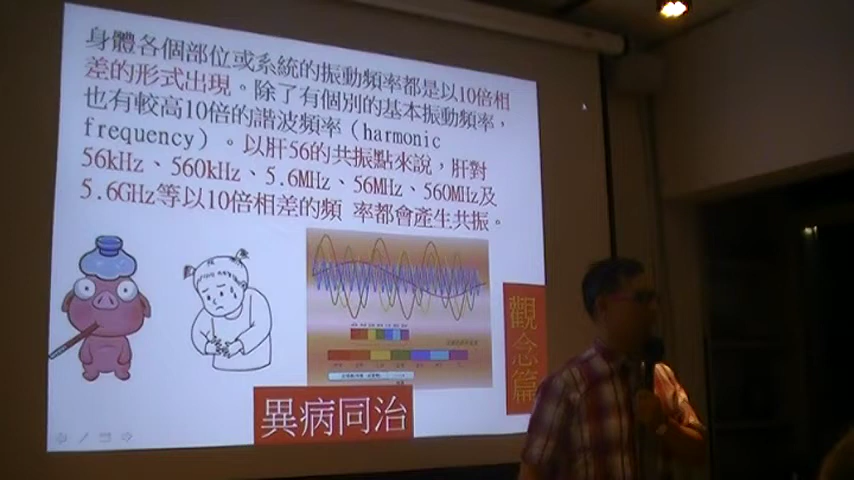 身體各個部位或系統的振動頻率都是以10倍相
差的形式出現。除了有個別的基本振動頻率，
也有較高10倍的諧波頻率（harmonic
frequency）。以肝56的共振點來說，肝對
56kHz、560kHz、5.6MHz、56MHz、560MHz及
5.6GHz等以10倍相差的頻 率都會產生共振。
觀念篇
異病同治